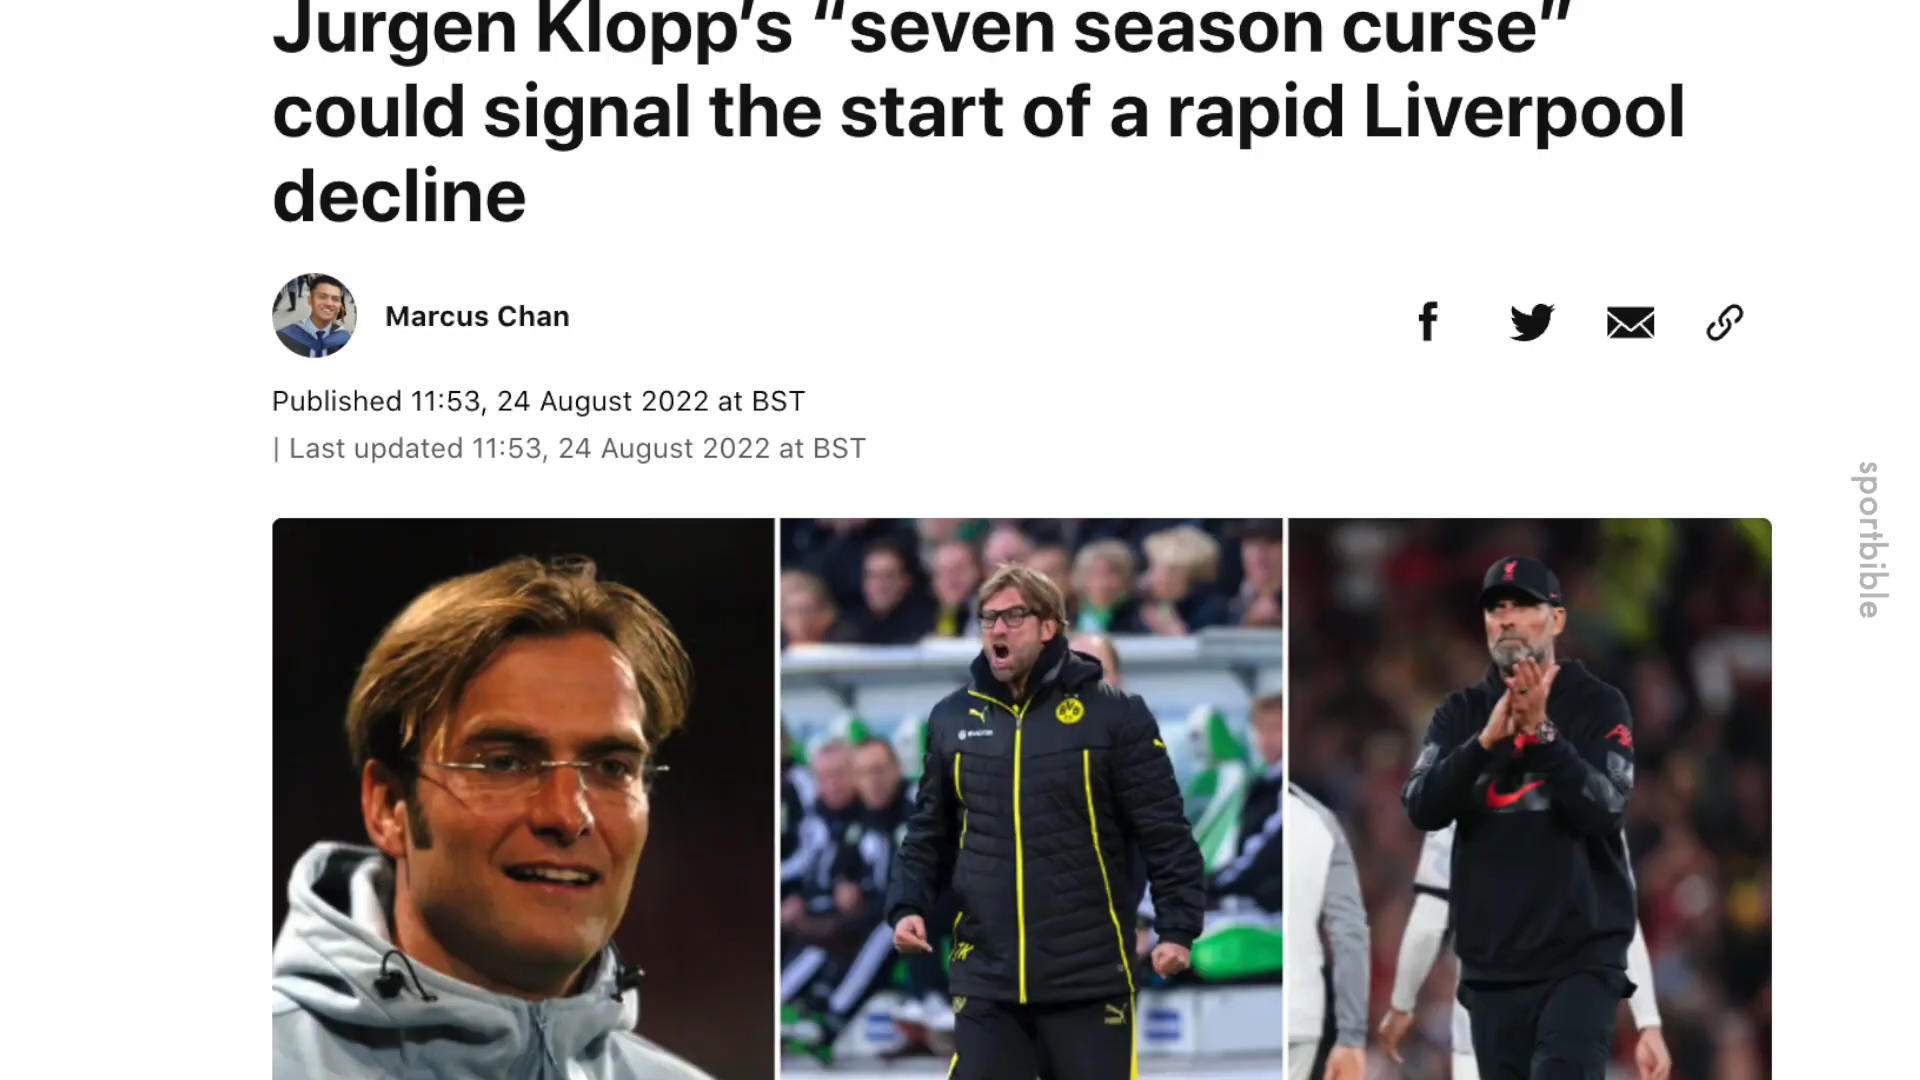 Jurgen Klopp’s “seven season curse”
could signal the start of a rapid Liverpool
decline
Marcus Chan
Published 11:53, 24 August 2022 at BST
| Last updated 11:53, 24 August 2022 at BST
sportbible
BVB